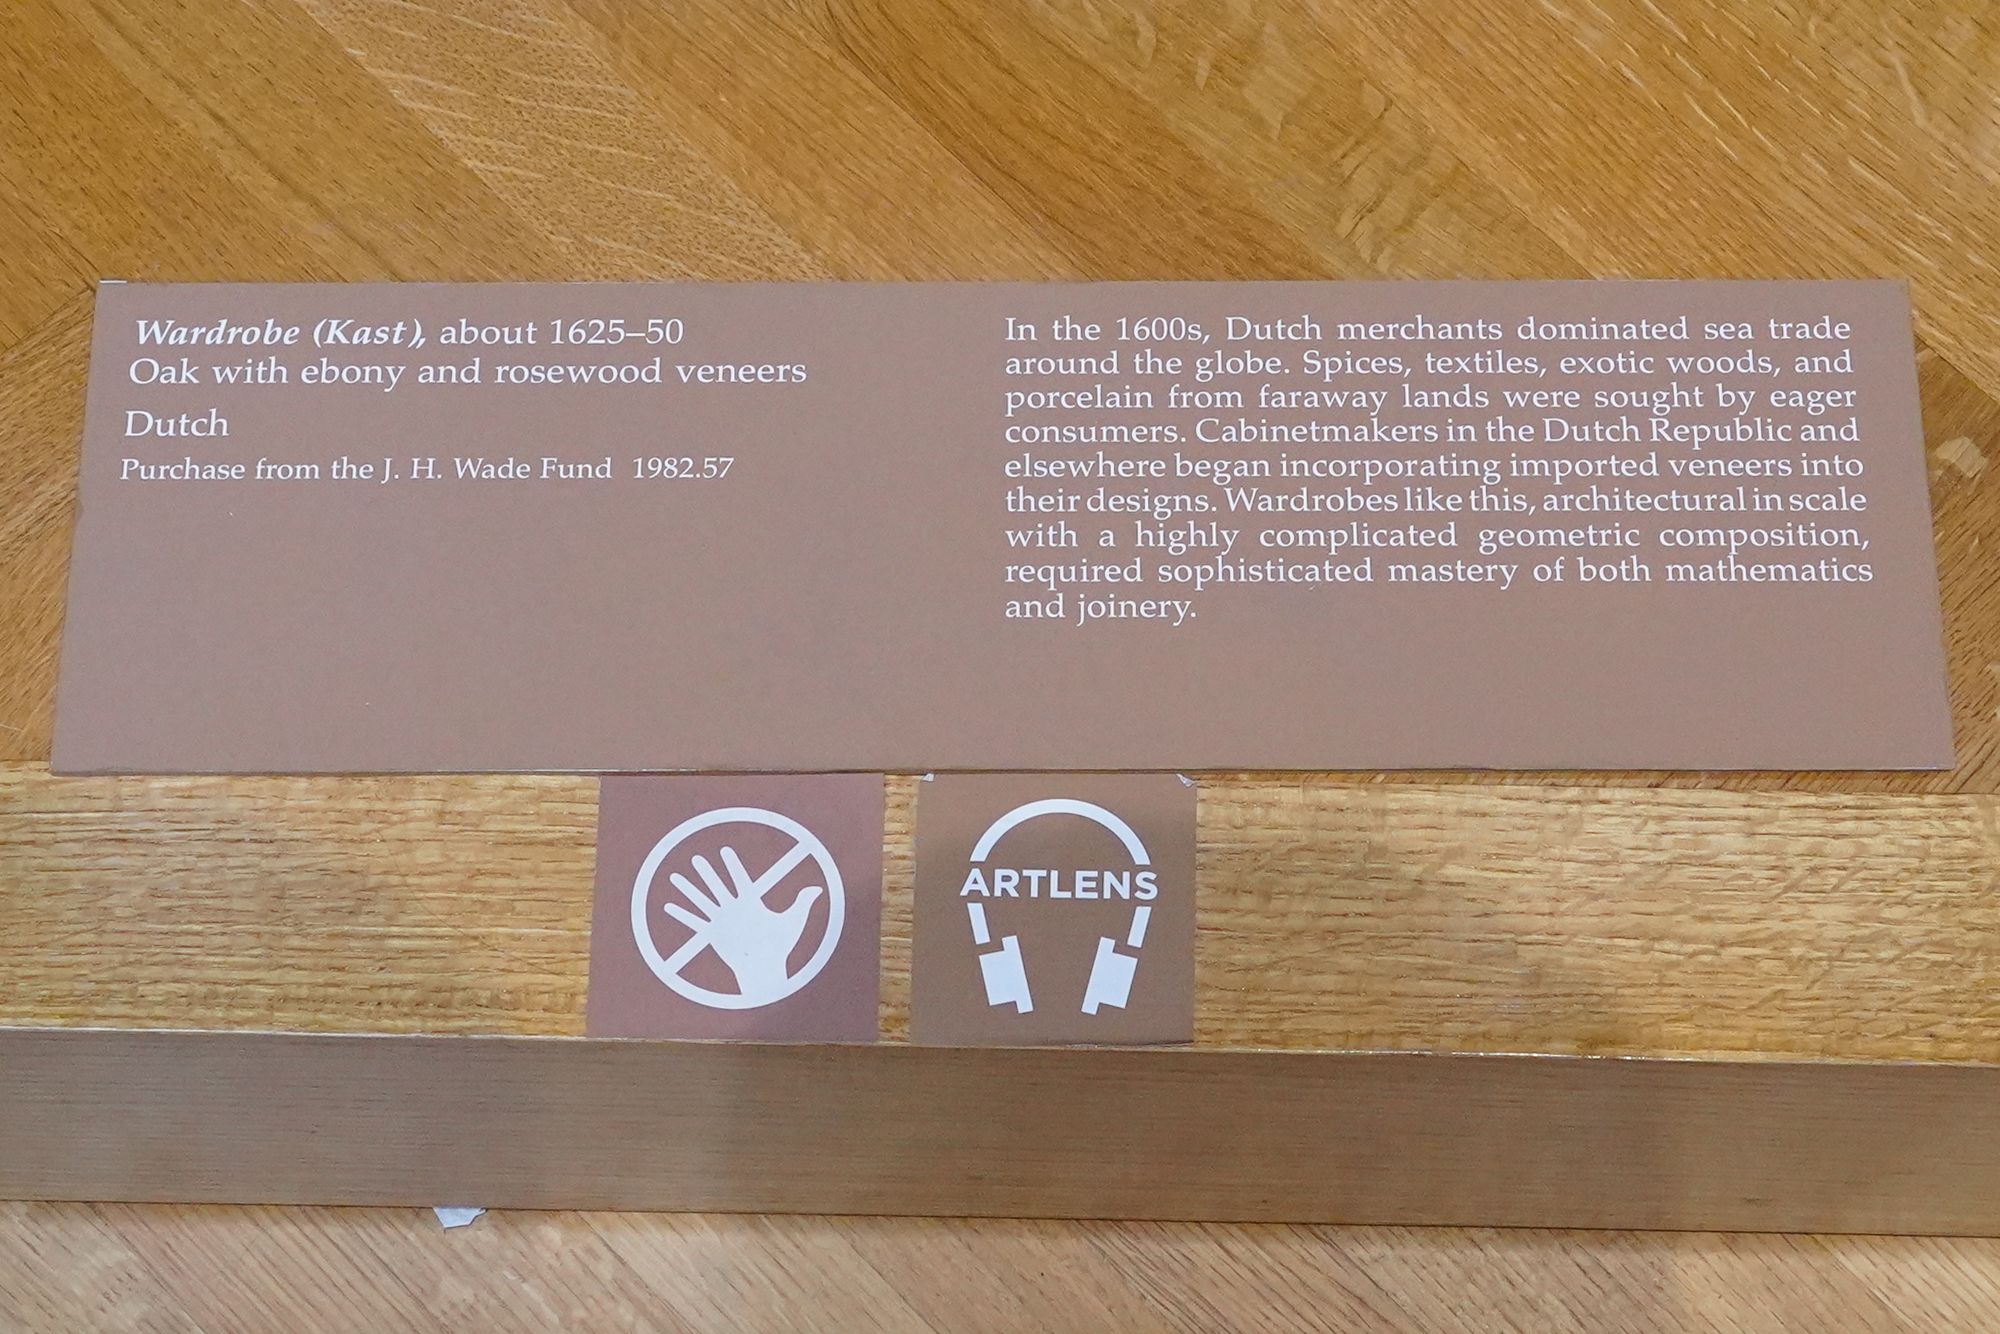 Wardrobe (Kast), about 1625–50
Oak with ebony and rosewood veneers
Dutch
Purchase from the J. H. Wade Fund 1982.57
In the 1600s, Dutch merchants dominated sea trade
around the globe. Spices, textiles, exotic woods, and
porcelain from faraway lands were sought by eager
consumers. Cabinetmakers in the Dutch Republic and
elsewhere began incorporating imported veneers into
their designs. Wardrobes like this, architectural in scale
with a highly complicated geometric composition,
required sophisticated mastery of both mathematics
and joinery.
ARTLENS